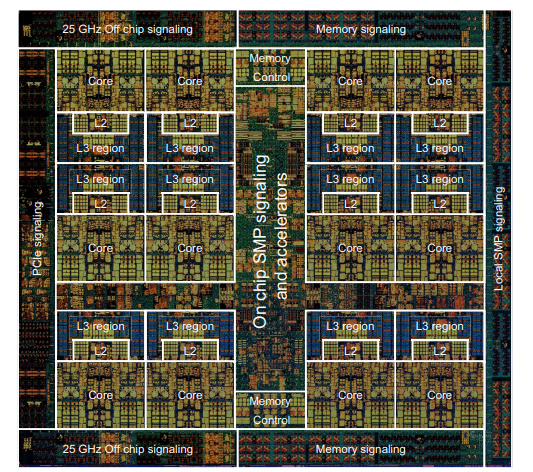 25 GHz Off chip signaling
Memory signaling
Memory
Control
Core
Core
Core
Core
L2
L2
L2
L2
L3 region
L3 region
L3 region
L3 region
L3 region
L3 region
L3 region
L3 region
L2
L2
L2
L2
Core
Core
Core
Core
PCIe signaling
On chip SMP signaling
and accelerators
Local SMP signaling
L3 region
L3 region
L3 region
L3 region
L2
L2
L2
L2
Core
Core
Core
Core
Memory
Control
25 GHz Off chip signaling
Memory signaling